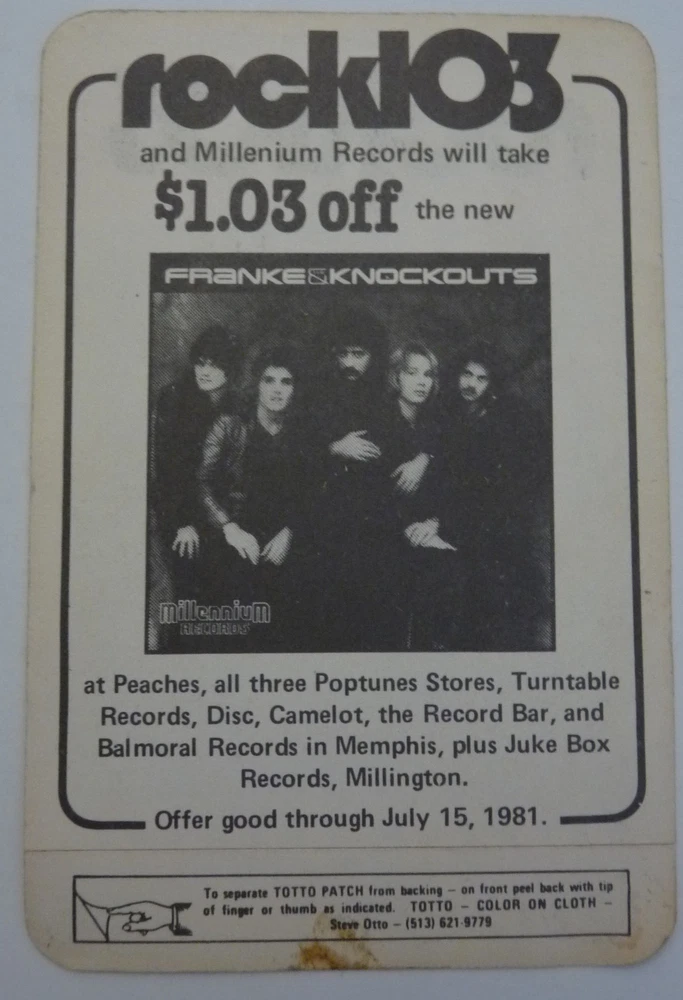 rock103
and Millenium Records will take
$1.03 off the new
FRANKE & KNOCKOUTS
millennium
RECORDS
at Peaches, all three Poptunes Stores, Turntable
Records, Disc, Camelot, the Record Bar, and
Balmoral Records in Memphis, plus Juke Box
Records, Millington.
Offer good through July 15, 1981.
To separate TOTTO PATCH from backing – on front peel back with tip
of finger or thumb as indicated. TOTTO – COLOR ON CLOTH –
Steve Otto – (513) 621-9779